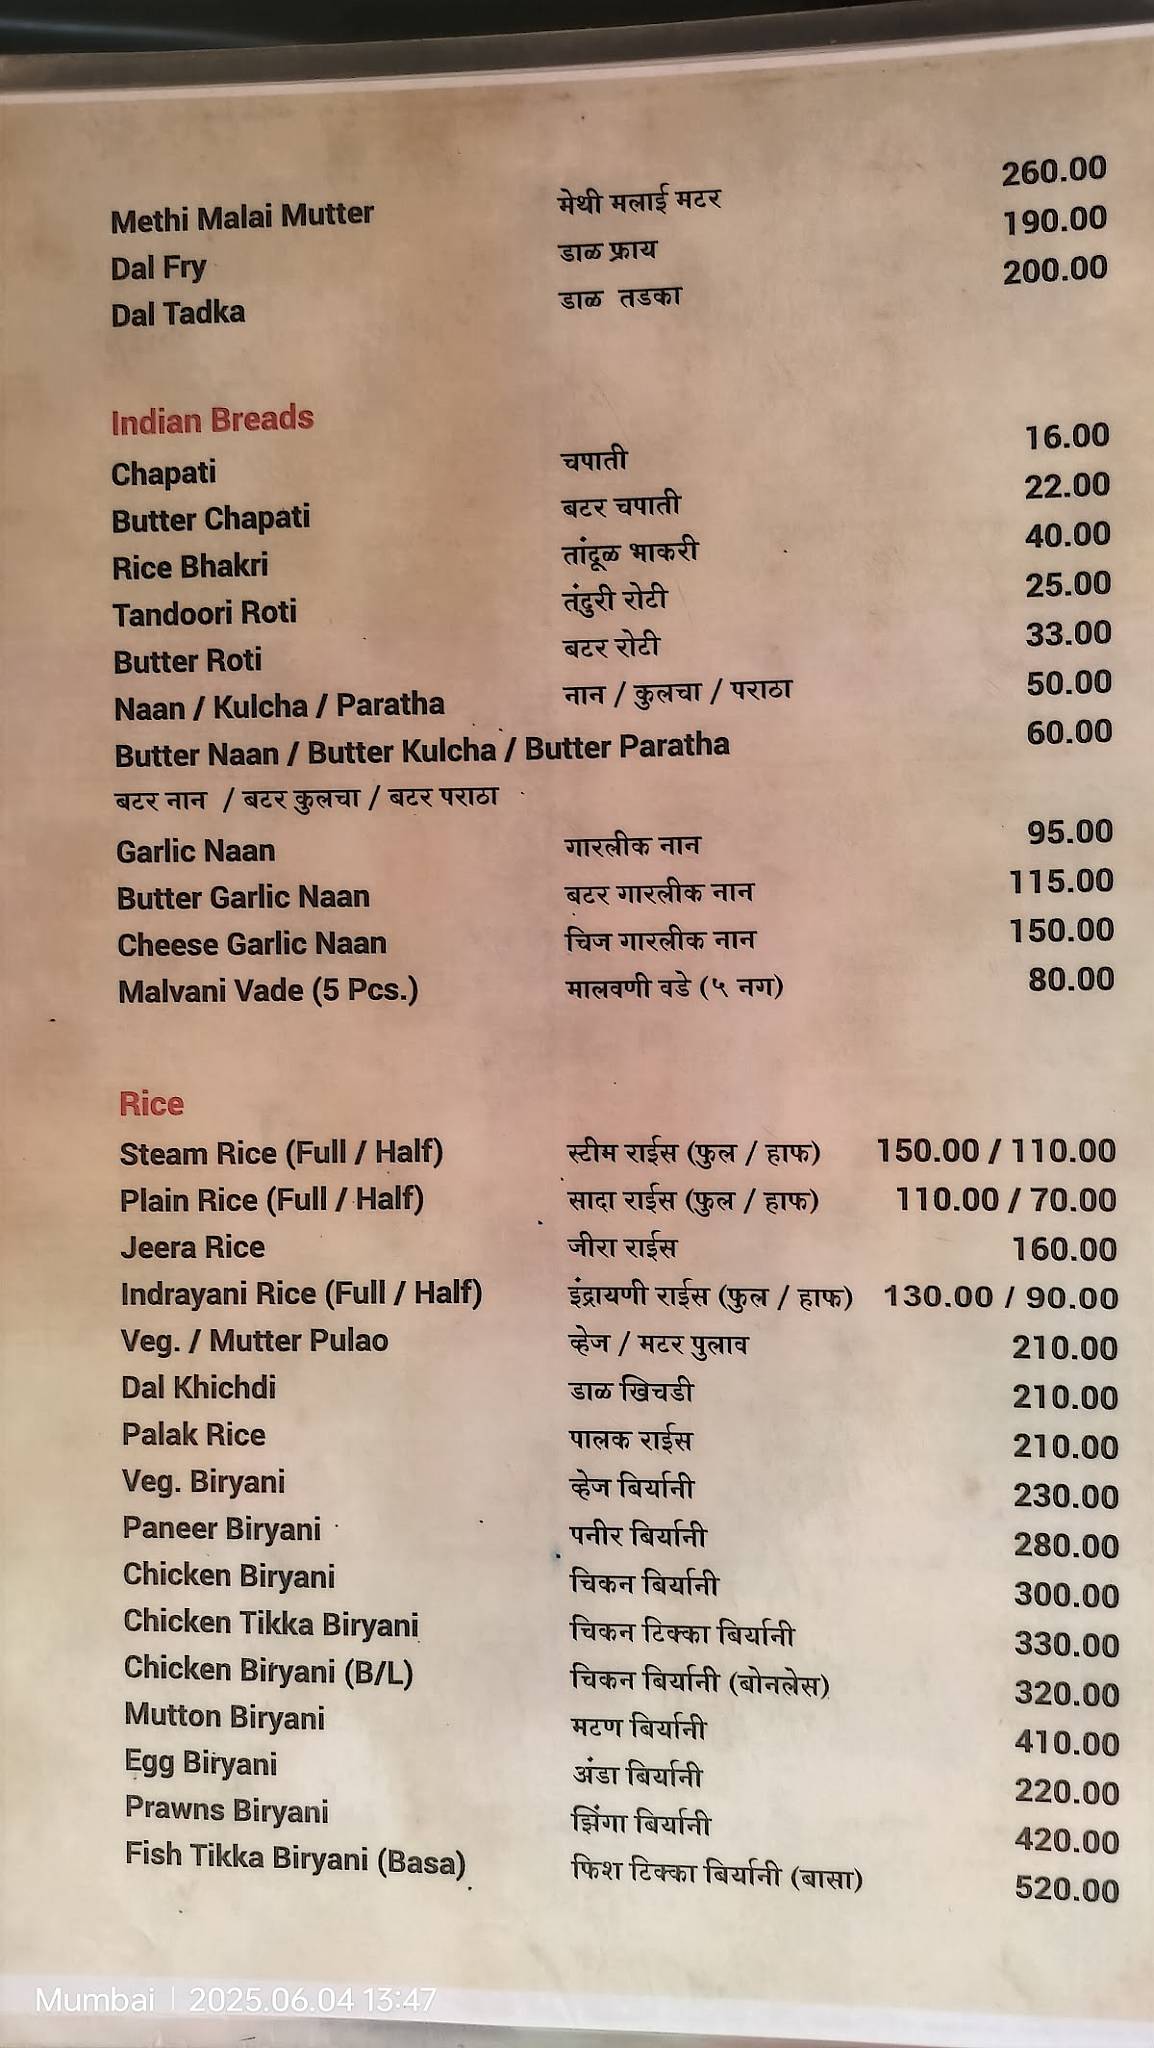 Methi Malai Mutter मेथी मलाई मटर 260.00
Dal Fry डाळ फ्राय 190.00
Dal Tadka डाळ तडका 200.00
Indian Breads
Chapati चपाती 16.00
Butter Chapati बटर चपाती 22.00
Rice Bhakri तांदूळ भाकरी 40.00
Tandoori Roti तंदुरी रोटी 25.00
Butter Roti बटर रोटी 33.00
Naan / Kulcha / Paratha नान / कुलचा / पराठा 50.00
Butter Naan / Butter Kulcha / Butter Paratha 60.00
बटर नान / बटर कुलचा / बटर पराठा
Garlic Naan गारलीक नान 95.00
Butter Garlic Naan बटर गारलीक नान 115.00
Cheese Garlic Naan चिज गारलीक नान 150.00
Malvani Vade (5 Pcs.) मालवणी वडे (५ नग) 80.00
Rice
Steam Rice (Full / Half) स्टीम राईस (फुल / हाफ) 150.00 / 110.00
Plain Rice (Full / Half) सादा राईस (फुल / हाफ) 110.00 / 70.00
Jeera Rice जीरा राईस 160.00
Indrayani Rice (Full / Half) इंद्रायणी राईस (फुल / हाफ) 130.00 / 90.00
Veg. / Mutter Pulao व्हेज / मटर पुलाव 210.00
Dal Khichdi डाळ खिचडी 210.00
Palak Rice पालक राईस 210.00
Veg. Biryani व्हेज बिर्यानी 230.00
Paneer Biryani पनीर बिर्यानी 280.00
Chicken Biryani चिकन बिर्यानी 300.00
Chicken Tikka Biryani चिकन टिक्का बिर्यानी 330.00
Chicken Biryani (B/L) चिकन बिर्यानी (बोनलेस) 320.00
Mutton Biryani मटण बिर्यानी 410.00
Egg Biryani अंडा बिर्यानी 220.00
Prawns Biryani झिंगा बिर्यानी 420.00
Fish Tikka Biryani (Basa) फिश टिक्का बिर्यानी (बासा) 520.00
Mumbai | 2025.06.04 13:47